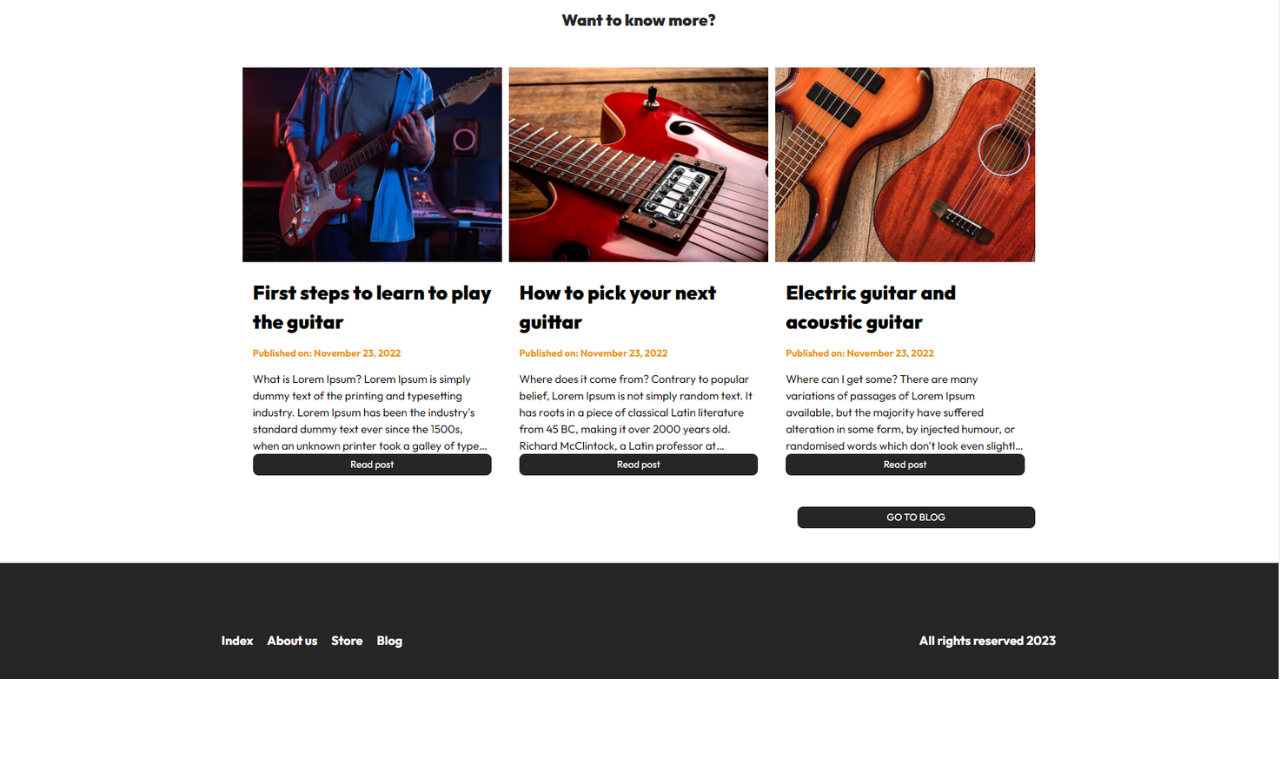 Want to know more?
First steps to learn to play
the guitar
Published on: November 23, 2022
What is Lorem Ipsum? Lorem Ipsum is simply
dummy text of the printing and typesetting
industry. Lorem Ipsum has been the industry's
standard dummy text ever since the 1500s,
when an unknown printer took a galley of type...
Read post
How to pick your next
guittar
Published on: November 23, 2022
Where does it come from? Contrary to popular
belief, Lorem Ipsum is not simply random text. It
has roots in a piece of classical Latin literature
from 45 BC, making it over 2000 years old.
Richard McClintock, a Latin professor at...
Read post
Electric guitar and
acoustic guitar
Published on: November 23, 2022
Where can I get some? There are many
variations of passages of Lorem Ipsum
available, but the majority have suffered
alteration in some form, by injected humour, or
randomised words which don't look even slightl...
Read post
GO TO BLOG
Index About us Store Blog
All rights reserved 2023